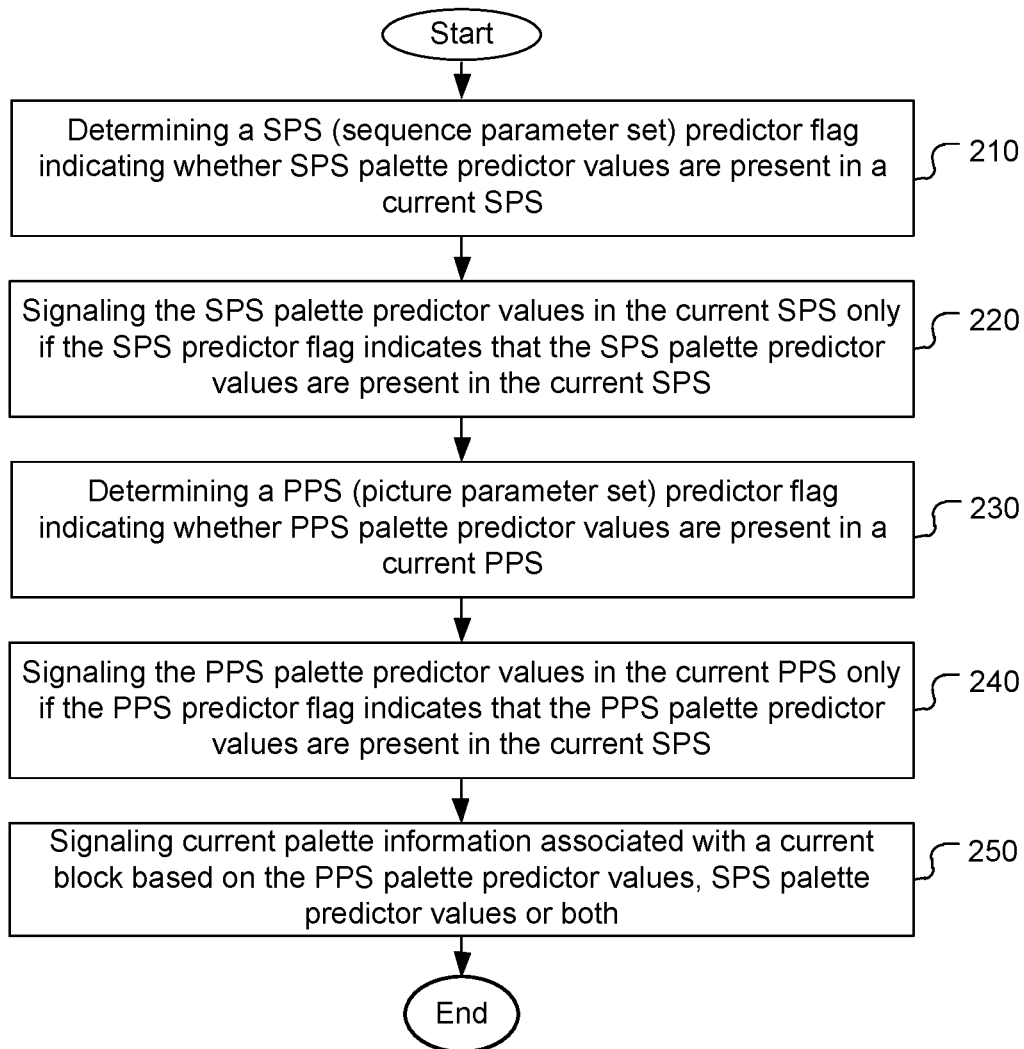 Start
Determining a SPS (sequence parameter set) predictor flag
indicating whether SPS palette predictor values are present in a
current SPS
210
Signaling the SPS palette predictor values in the current SPS only
if the SPS predictor flag indicates that the SPS palette predictor
values are present in the current SPS
220
Determining a PPS (picture parameter set) predictor flag
indicating whether PPS palette predictor values are present in a
current PPS
230
Signaling the PPS palette predictor values in the current PPS only
if the PPS predictor flag indicates that the PPS palette predictor
values are present in the current SPS
240
Signaling current palette information associated with a current
block based on the PPS palette predictor values, SPS palette
predictor values or both
250
End